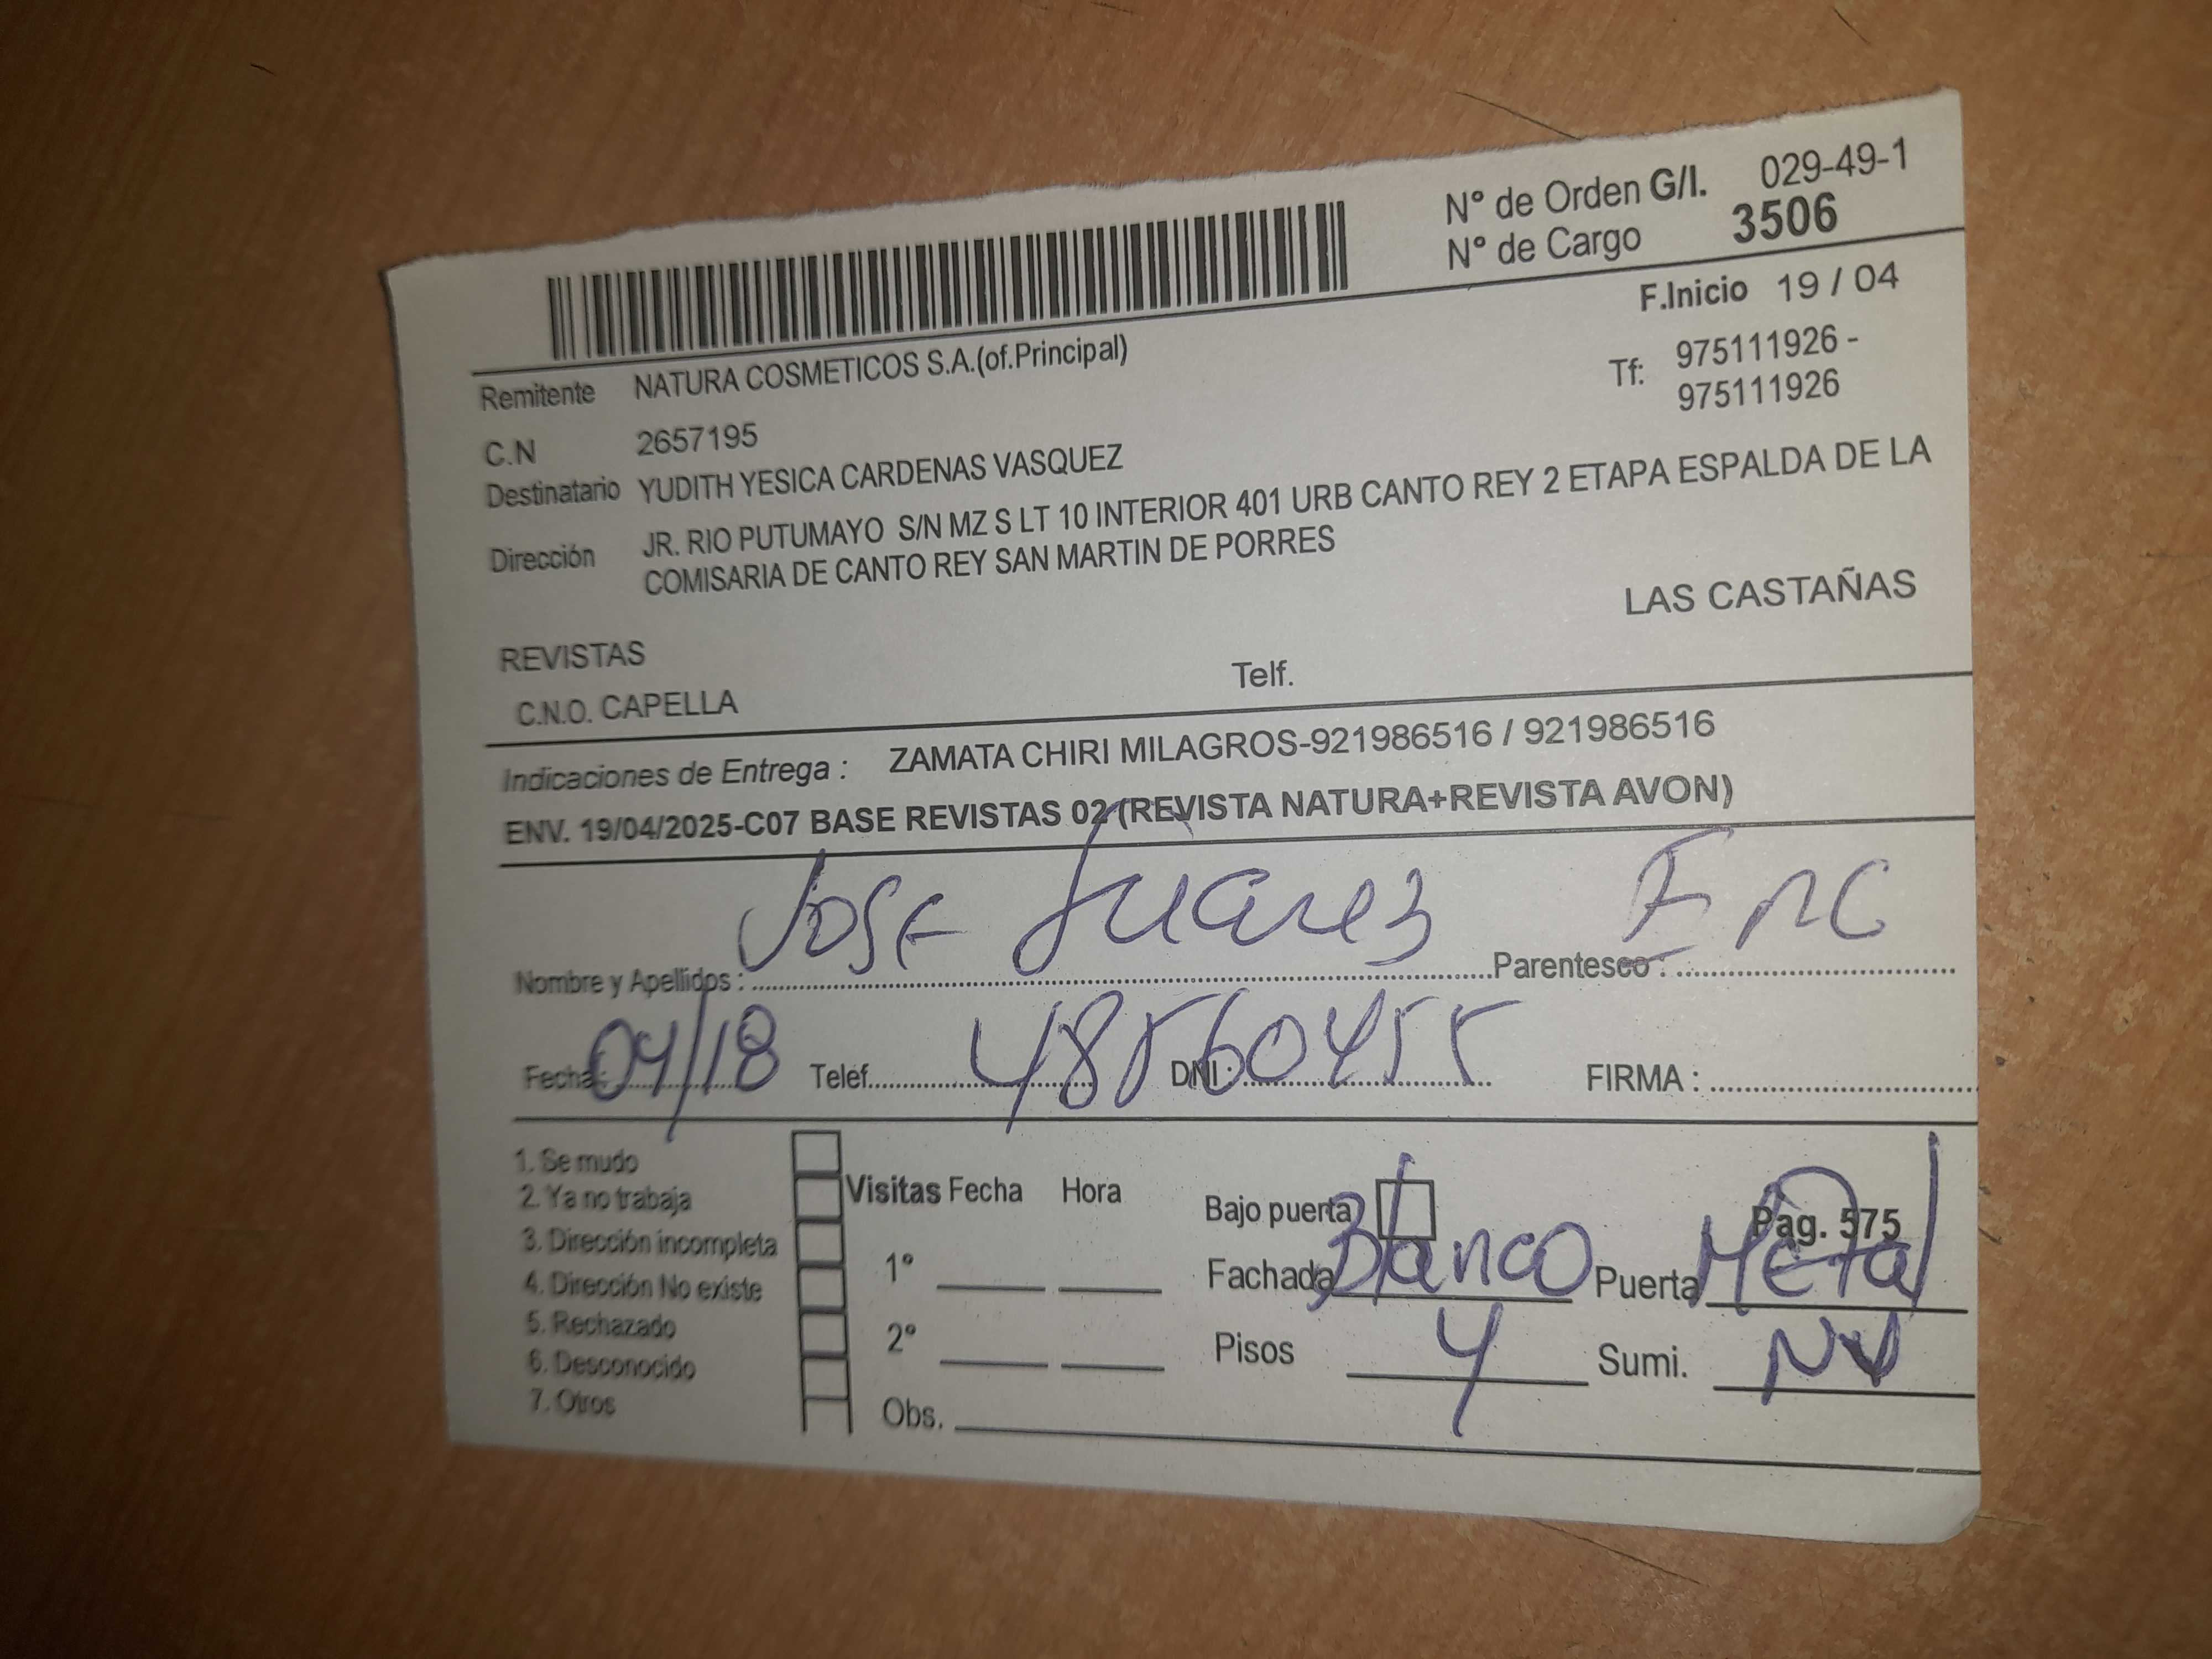 N° de Orden G/I. 029-49-1
N° de Cargo 3506
F.Inicio 19 / 04
Remitente NATURA COSMETICOS S.A.(of.Principal)
Tf: 975111926 -
975111926
C.N 2657195
Destinatario YUDITH YESICA CARDENAS VASQUEZ
Dirección JR. RIO PUTUMAYO S/N MZ S LT 10 INTERIOR 401 URB CANTO REY 2 ETAPA ESPALDA DE LA
COMISARIA DE CANTO REY SAN MARTIN DE PORRES
LAS CASTAÑAS
REVISTAS
C.N.O. CAPELLA Telf.
Indicaciones de Entrega : ZAMATA CHIRI MILAGROS-921986516 / 921986516
ENV. 19/04/2025-C07 BASE REVISTAS 02 (REVISTA NATURA+REVISTA AVON)
Nombre y Apellidos : Jose Juarez Parentesco : Enc
Fecha: 04/18 Teléf. DNI : 48560455 FIRMA :
1. Se mudo
2. Ya no trabaja
3. Dirección incompleta
4. Dirección No existe
5. Rechazado
6. Desconocido
7. Otros
Visitas Fecha Hora
1°
2°
Obs.
Bajo puerta Pag. 575
Fachada Blanco Puerta Metal
Pisos 4 Sumi. NV